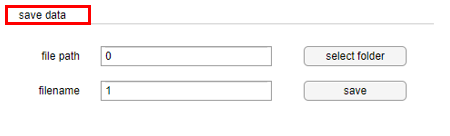 save data
file path 0 select folder
filename 1 save